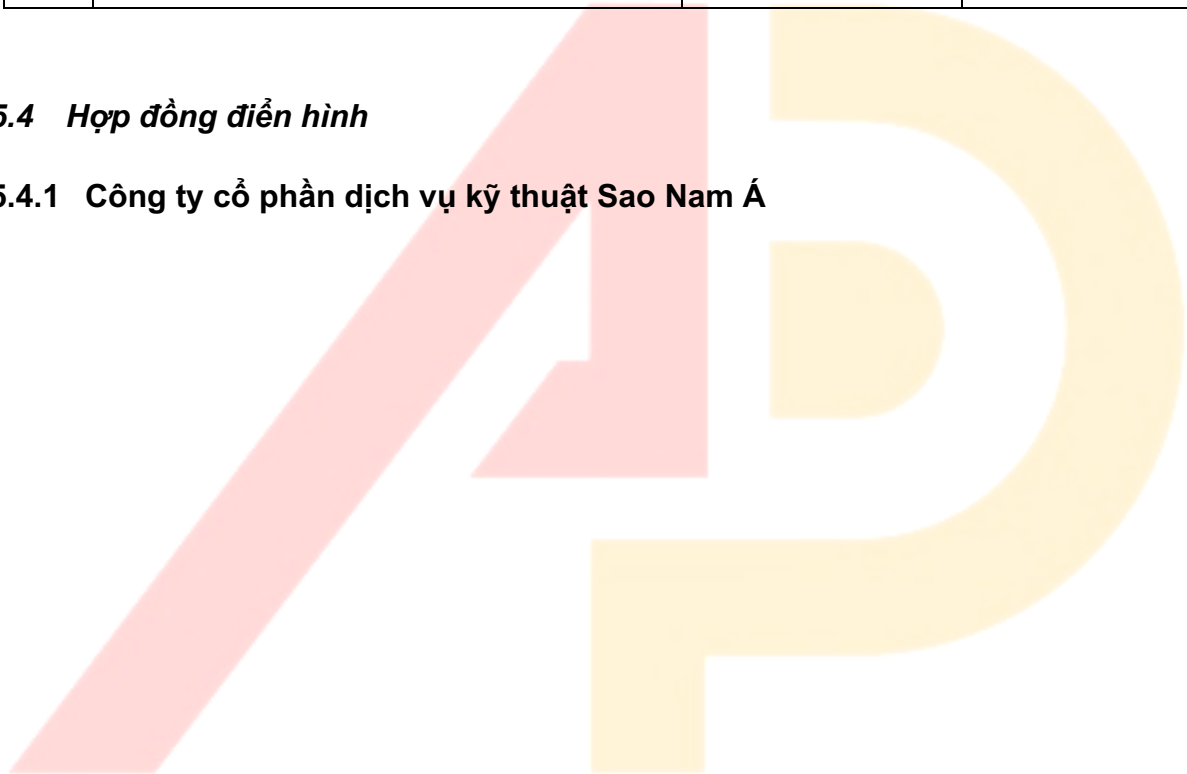 5.4 Hợp đồng điển hình
5.4.1 Công ty cổ phần dịch vụ kỹ thuật Sao Nam Á